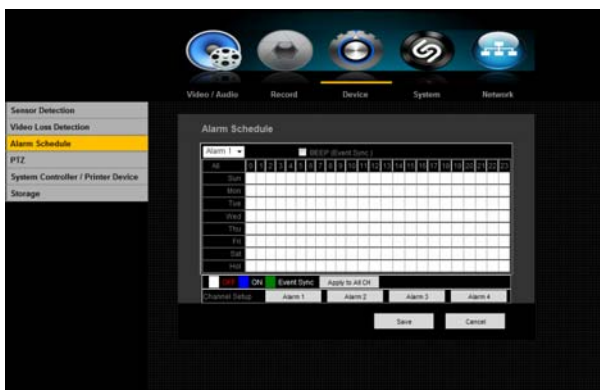 Video / Audio Record Device System Network
Sensor Detection
Video Loss Detection
Alarm Schedule
PTZ
System Controller / Printer Device
Storage
Alarm Schedule
Alarm 1 BEEP (Event Sync )
All 0 1 2 3 4 5 6 7 8 9 10 11 12 13 14 15 16 17 18 19 20 21 22 23
Sun
Mon
Tue
Wed
Thu
Fri
Sat
Hol
OFF ON Event Sync Apply to All CH
Channel Setup Alarm 1 Alarm 2 Alarm 3 Alarm 4
Save Cancel